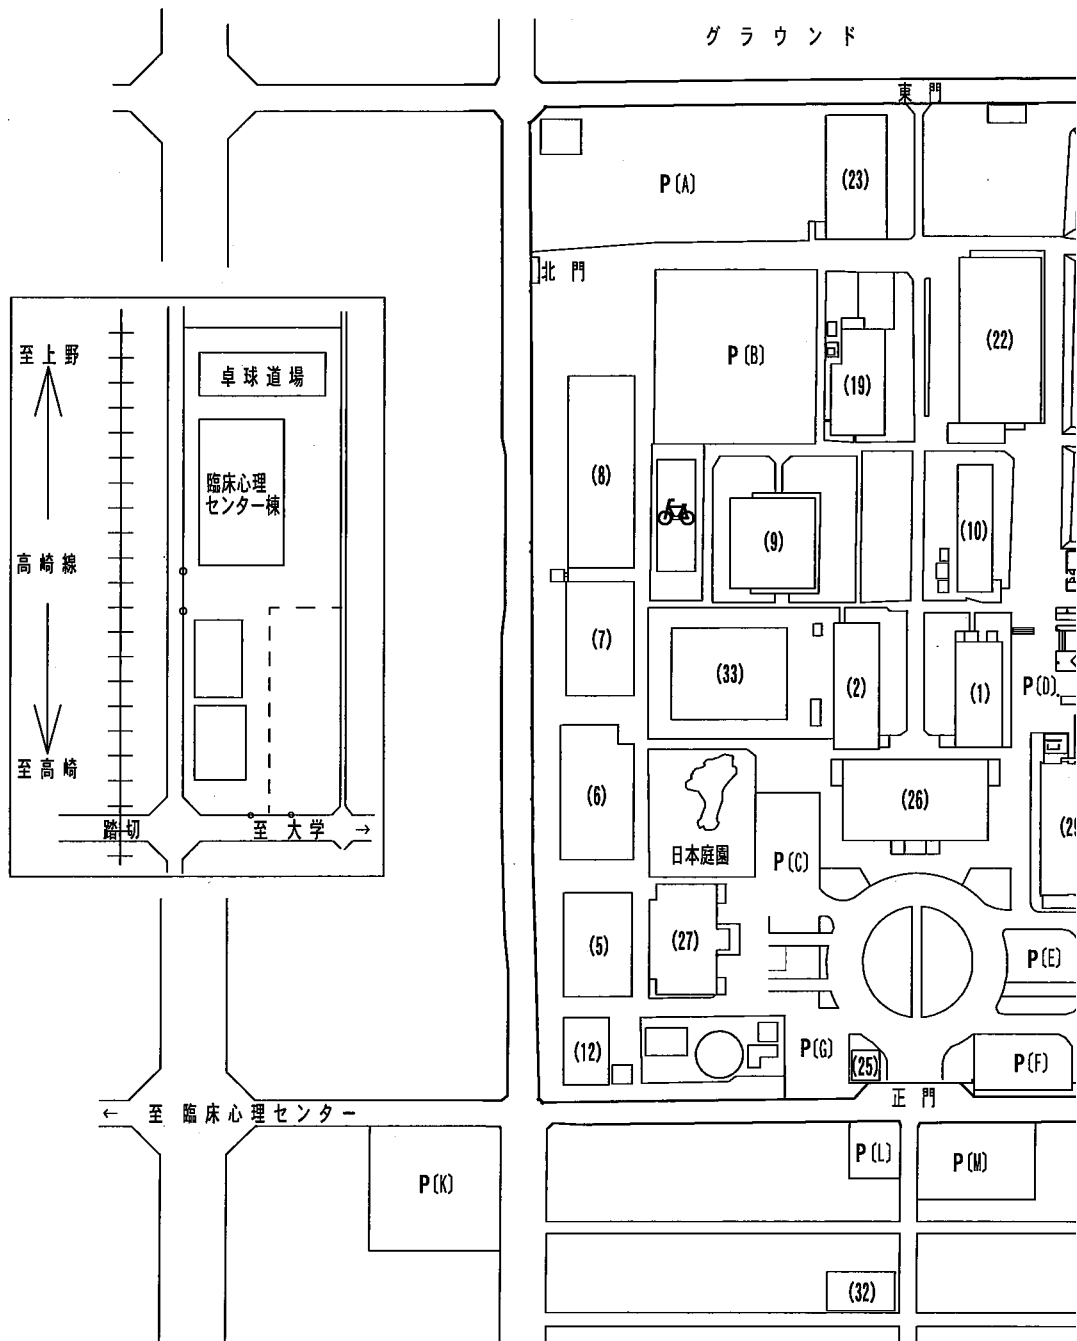 グラウンド
東門
P(A)
(23)
北門
P(B)
(22)
(19)
至上野
卓球道場
臨床心理
センター棟
高崎線
至高崎
踏切
至 大学 →
(8)
(9)
(10)
(7)
(33)
(2)
(1)
P(D)
(6)
(26)
日本庭園
P(C)
(5)
(27)
P(E)
(12)
P(G)
(25)
P(F)
正門
← 至 臨床心理センター
P(K)
P(L)
P(M)
(32)